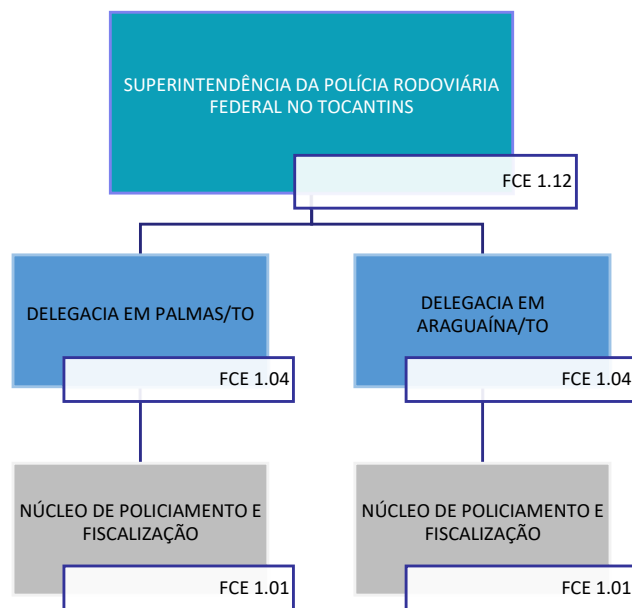 SUPERINTENDÊNCIA DA POLÍCIA RODOVIÁRIA
FEDERAL NO TOCANTINS
FCE 1.12
DELEGACIA EM PALMAS/TO
FCE 1.04
DELEGACIA EM
ARAGUAÍNA/TO
FCE 1.04
NÚCLEO DE POLICIAMENTO E
FISCALIZAÇÃO
FCE 1.01
NÚCLEO DE POLICIAMENTO E
FISCALIZAÇÃO
FCE 1.01